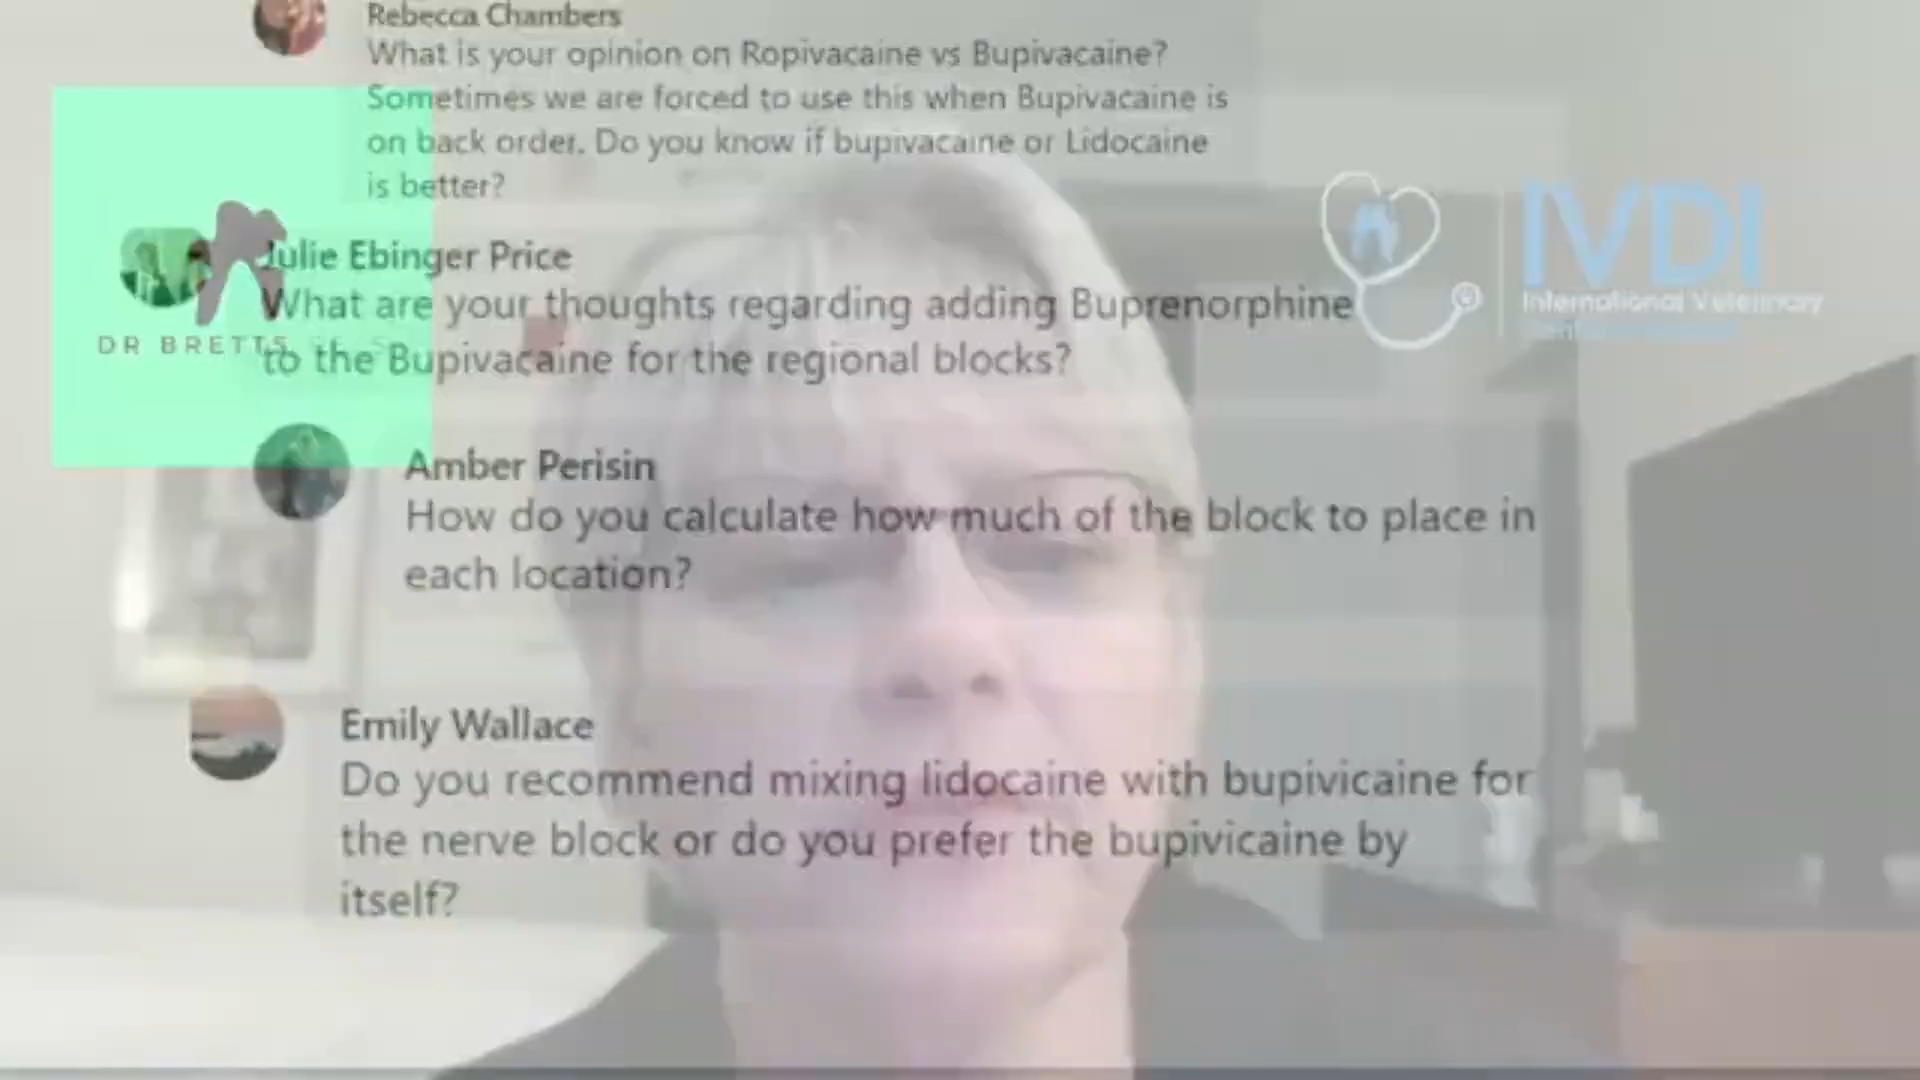 Rebecca Chambers
What is your opinion on Ropivacaine vs Bupivacaine?
Sometimes we are forced to use this when Bupivacaine is
on back order. Do you know if bupivacaine or Lidocaine
is better?
IVDI
International Veterinary
Julie Ebinger Price
What are your thoughts regarding adding Buprenorphine
to the Bupivacaine for the regional blocks?
DR BRETTS
Amber Perisin
How do you calculate how much of the block to place in
each location?
Emily Wallace
Do you recommend mixing lidocaine with bupivicaine for
the nerve block or do you prefer the bupivicaine by
itself?